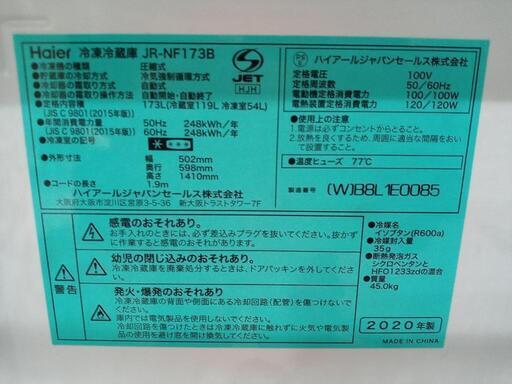 Haier 冷凍冷蔵庫 JR-NF173B
●冷凍機の種類 圧縮式
●貯蔵庫の冷却方式 冷気強制循環方式
●冷却器の霜取り方式 自動式
●冷却器の霜取り操作方法 自動開始・自動終了
●定格内容積 173L(冷蔵室119L 冷凍室54L)
(JIS C 9801(2015年版))
●年間消費電力量 50Hz 248kWh/年
(JIS C 9801(2015年版)) 60Hz 248kWh/年
●冷凍室の記号
●外形寸法 幅 502mm
奥行 598mm
高さ 1410mm
●コードの長さ 1.9m
ハイアールジャパンセールス株式会社
大阪府大阪市淀川区宮原3-5-36 新大阪トラストタワー7F
S
JET
HJH
ハイアールジャパンセールス株式会社
定格電圧 100V
定格周波数 50/60Hz
電動機定格消費電力 100/100W
電熱装置定格消費電力 120/120W
●使用上の注意
1.電源は必ずコンセントからとること。
2.放熱を良くするため、周囲に適当な間隔をおい
て設置すること。
●温度ヒューズ 77℃
製造番号 (W)B8L1E0085
警告
感電のおそれあり。
お手入れのときには、必ず差込みプラグを抜いてください。(抜かず
に作業すると感電することがあります。)
幼児の閉じ込めのおそれあり。
冷凍冷蔵庫を廃棄処分するときは、ドアパッキンを外してください。
発火・爆発のおそれあり。
冷凍冷蔵庫の背面や側面にある冷却回路(配管)を傷つけないでく
ださい。
庫内では電気製品を使用しないでください。
冷却回路を傷つけたときは冷凍冷蔵庫に触れずに火気や電気製品
の使用を避け窓を開け換気してください。
●冷媒名
イソブタン(R600a)
●冷媒封入量
35g
●断熱発泡ガス
シクロペンタンと
HFO1233zdの混合
●質量
45.0kg
2020年製
MADE IN CHINA